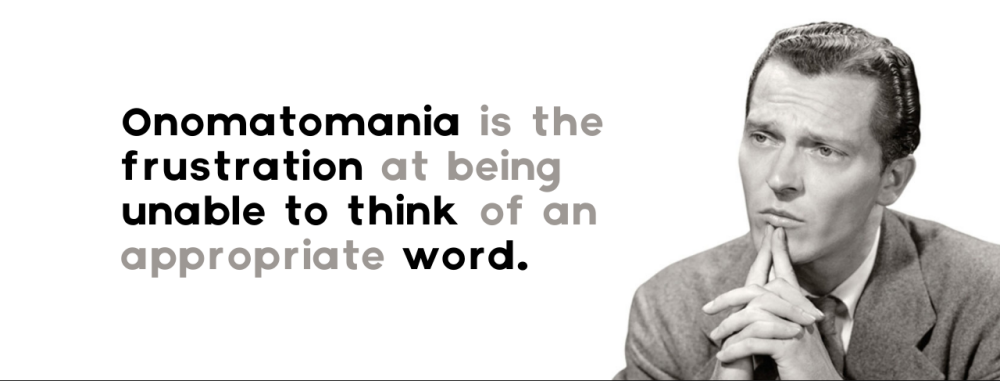 Onomatomania is the
frustration at being
unable to think of an
appropriate word.